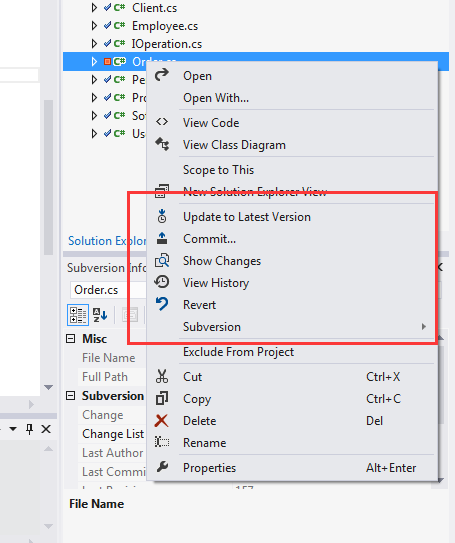 Client.cs
C# Employee.cs
C# IOperation.cs
C# Order.cs
C# Pe
C# Pro
C# So
C# Us
Open
Open With...
View Code
View Class Diagram
Scope to This
New Solution Explorer View
Update to Latest Version
Commit...
Show Changes
View History
Revert
Subversion
Exclude From Project
Cut Ctrl+X
Copy Ctrl+C
Delete Del
Rename
Properties Alt+Enter
Solution Explor
Subversion Info
Order.cs
Misc
File Name
Full Path
Subversion
Change
Change List
Last Author
Last Commi
File Name